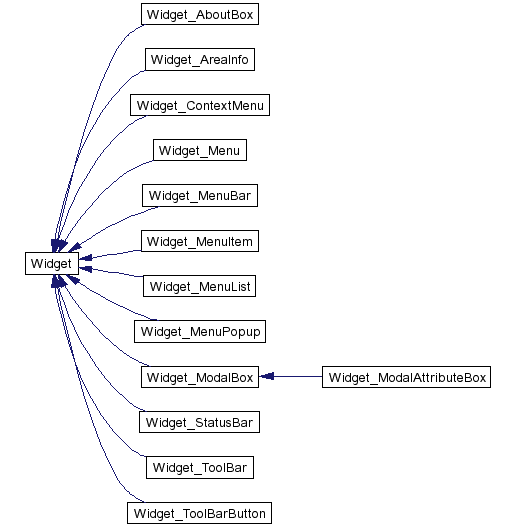 Widget_AboutBox
Widget_AreaInfo
Widget_ContextMenu
Widget_Menu
Widget_MenuBar
Widget_MenuItem
Widget
Widget_MenuList
Widget_MenuPopup
Widget_ModalBox
Widget_ModalAttributeBox
Widget_StatusBar
Widget_ToolBar
Widget_ToolBarButton